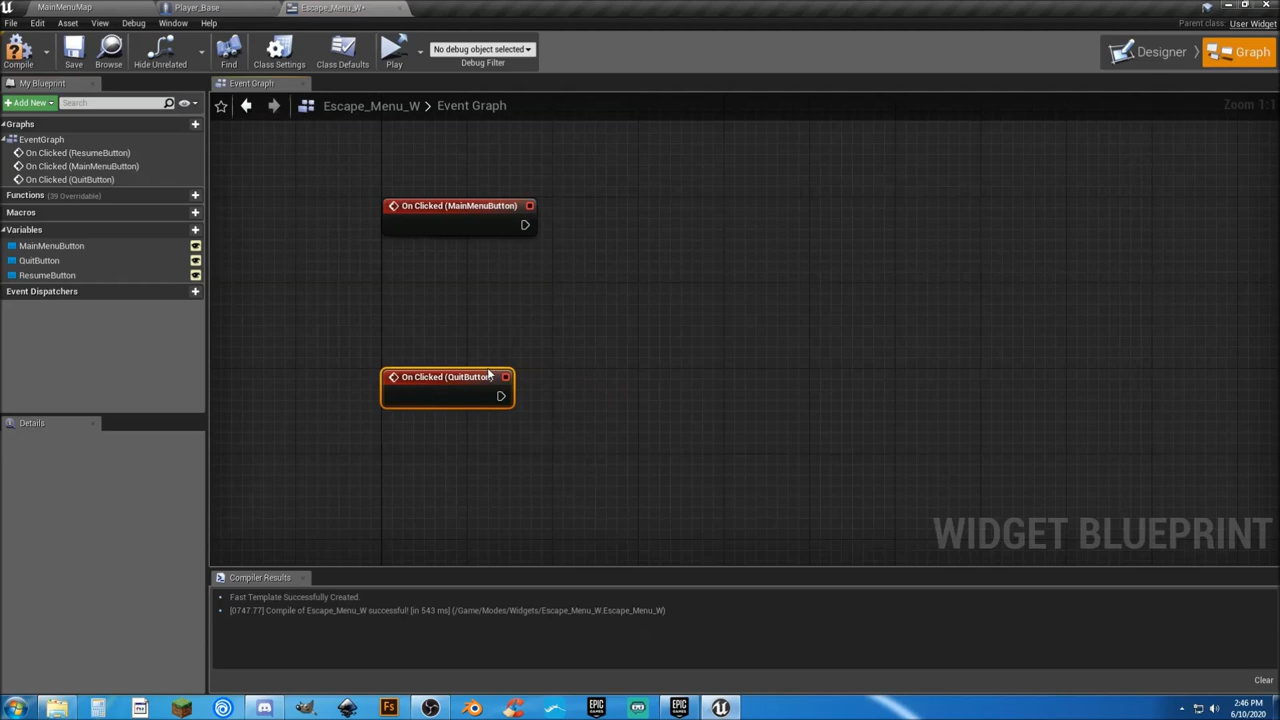 MainMenuMap
Player_Base
Escape_Menu_W*
File Edit Asset View Debug Window Help
Parent class: User Widget
Compile
Save
Browse
Hide Unrelated
Find
Class Settings
Class Defaults
Play
No debug object selected
Debug Filter
Designer
Graph
My Blueprint
Event Graph
Add New
Search
Escape_Menu_W > Event Graph
Zoom 1:1
Graphs
EventGraph
On Clicked (ResumeButton)
On Clicked (MainMenuButton)
On Clicked (QuitButton)
Functions (39 Overridable)
Macros
Variables
MainMenuButton
QuitButton
ResumeButton
Event Dispatchers
On Clicked (MainMenuButton)
On Clicked (QuitButton)
Details
WIDGET BLUEPRINT
Compiler Results
Fast Template Successfully Created.
[0747.77] Compile of Escape_Menu_W successful! [in 543 ms] (/Game/Modes/Widgets/Escape_Menu_W.Escape_Menu_W)
Clear
Fs
EPIC GAMES
EPIC GAMES
2:46 PM
6/10/2020